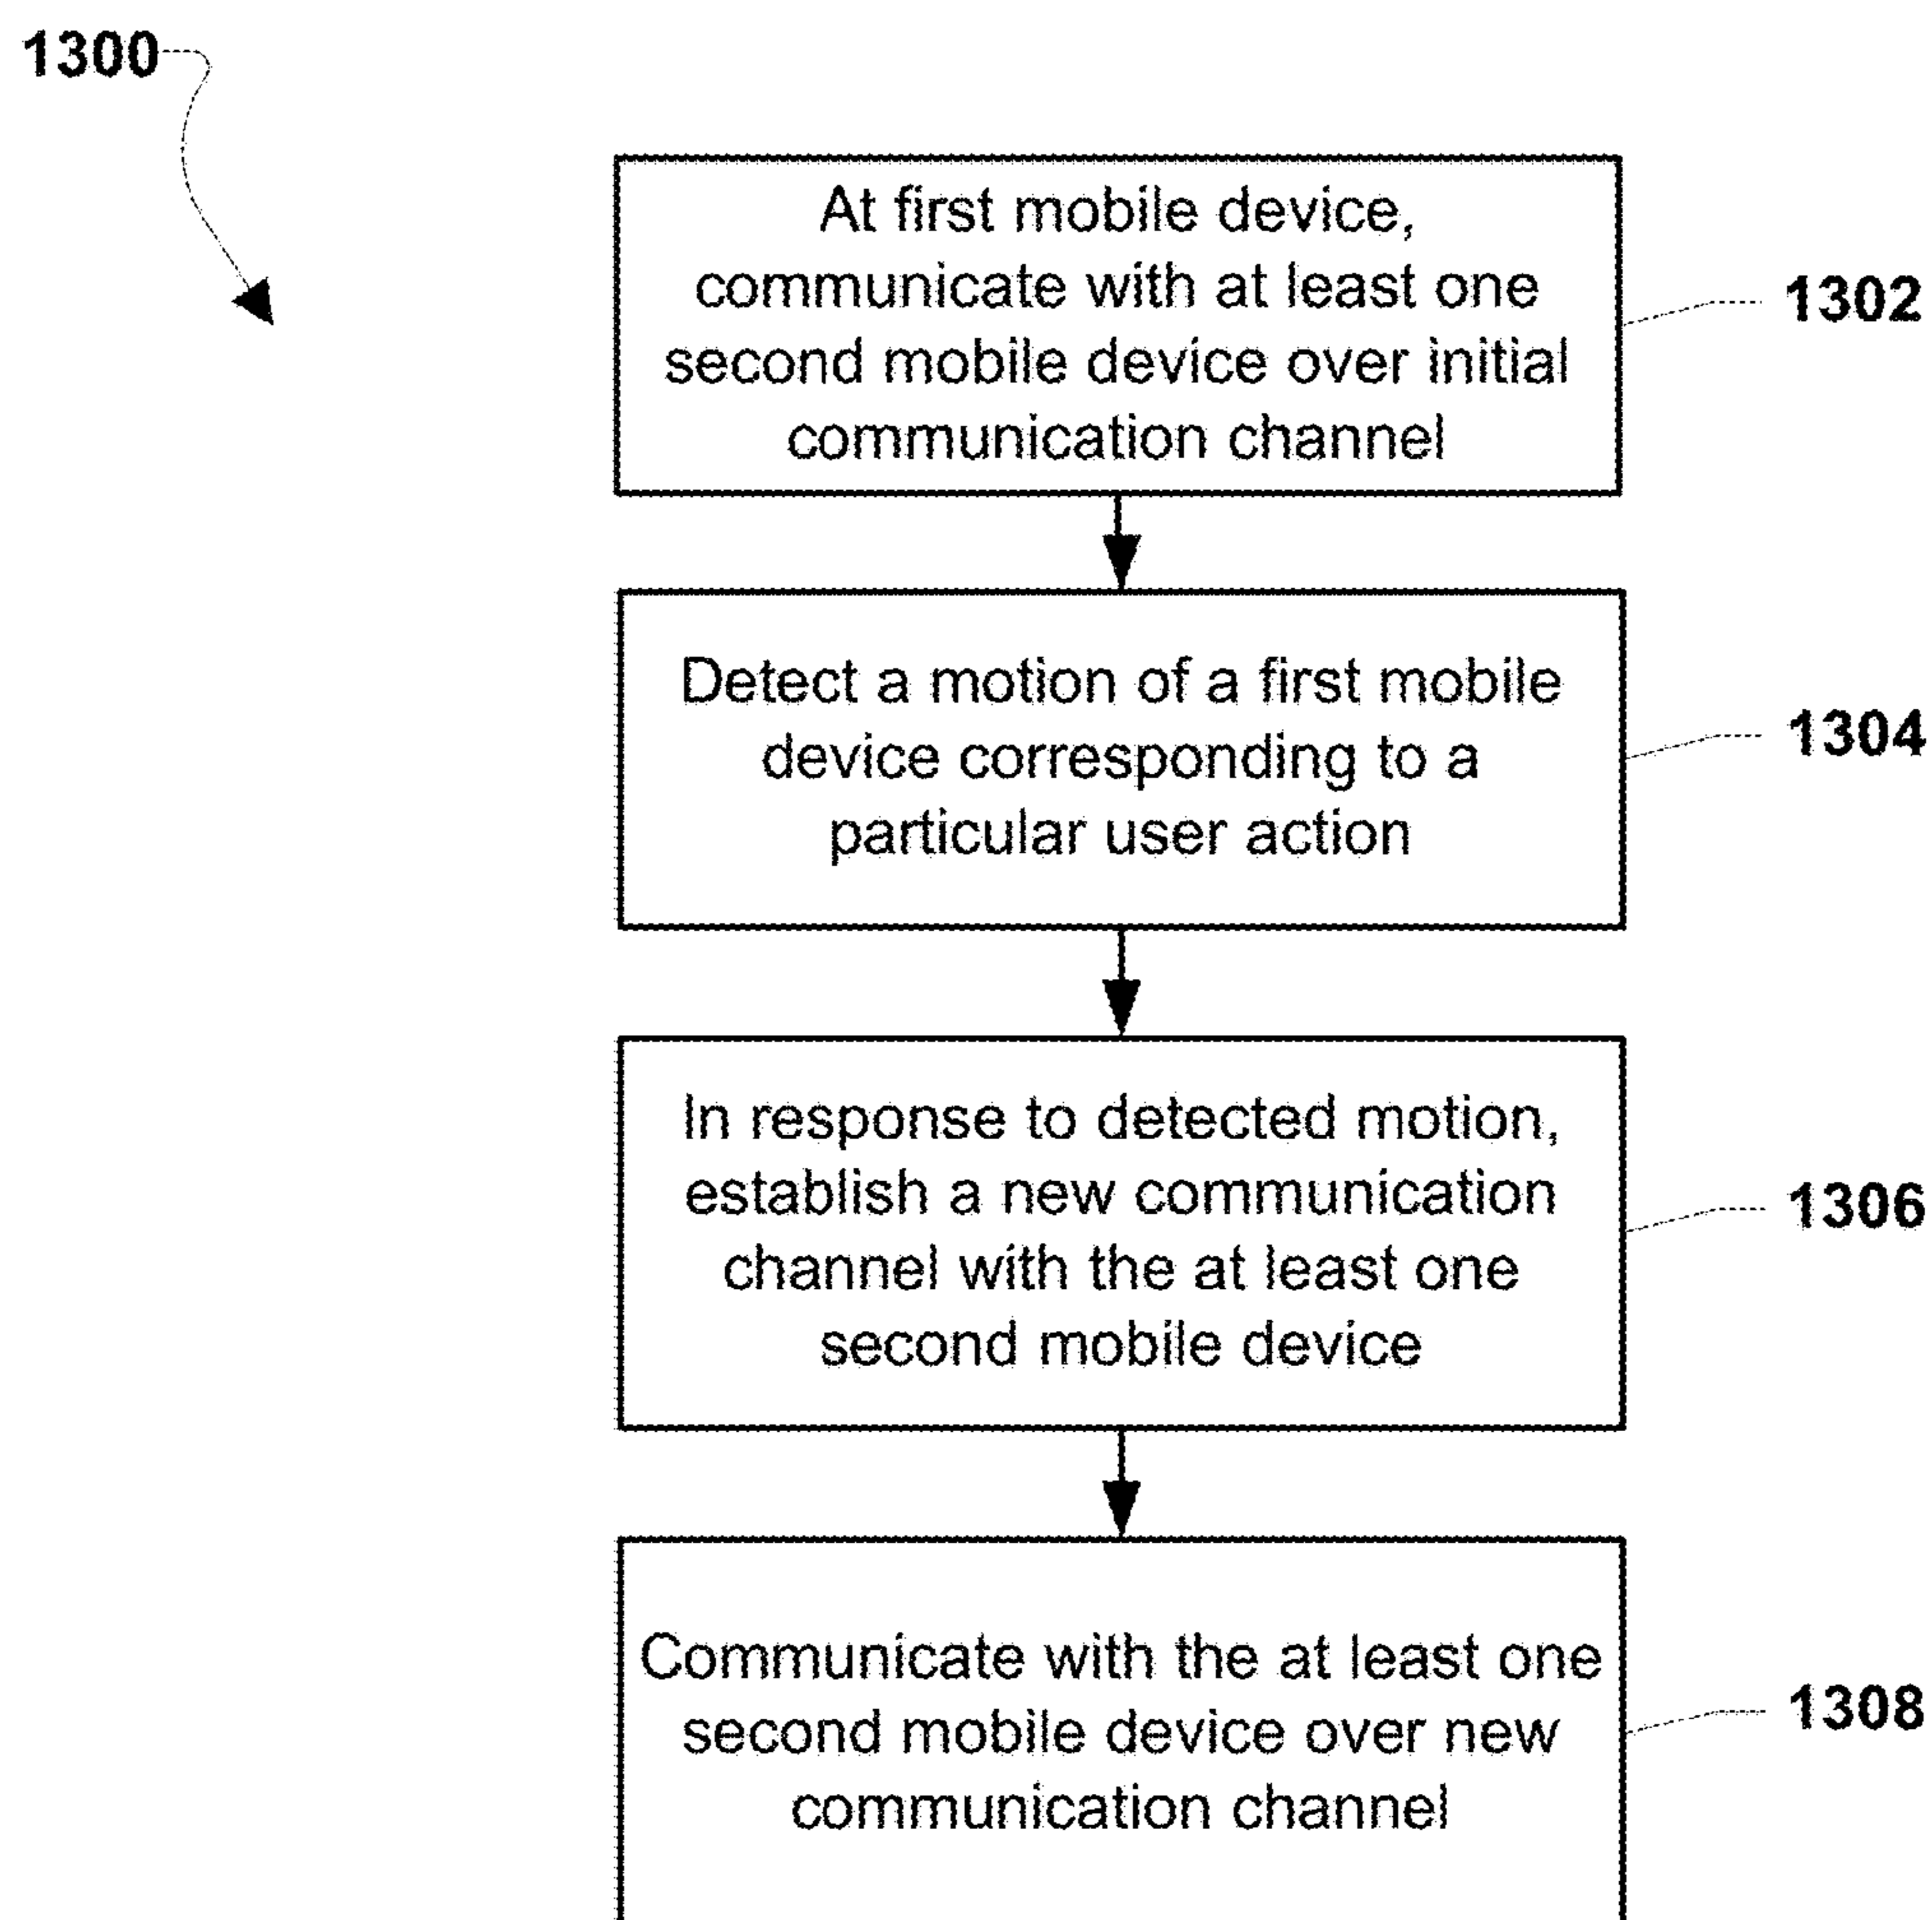 1300
At first mobile device,
communicate with at least one
second mobile device over initial
communication channel
1302
Detect a motion of a first mobile
device corresponding to a
particular user action
1304
In response to detected motion,
establish a new communication
channel with the at least one
second mobile device
1306
Communicate with the at least one
second mobile device over new
communication channel
1308